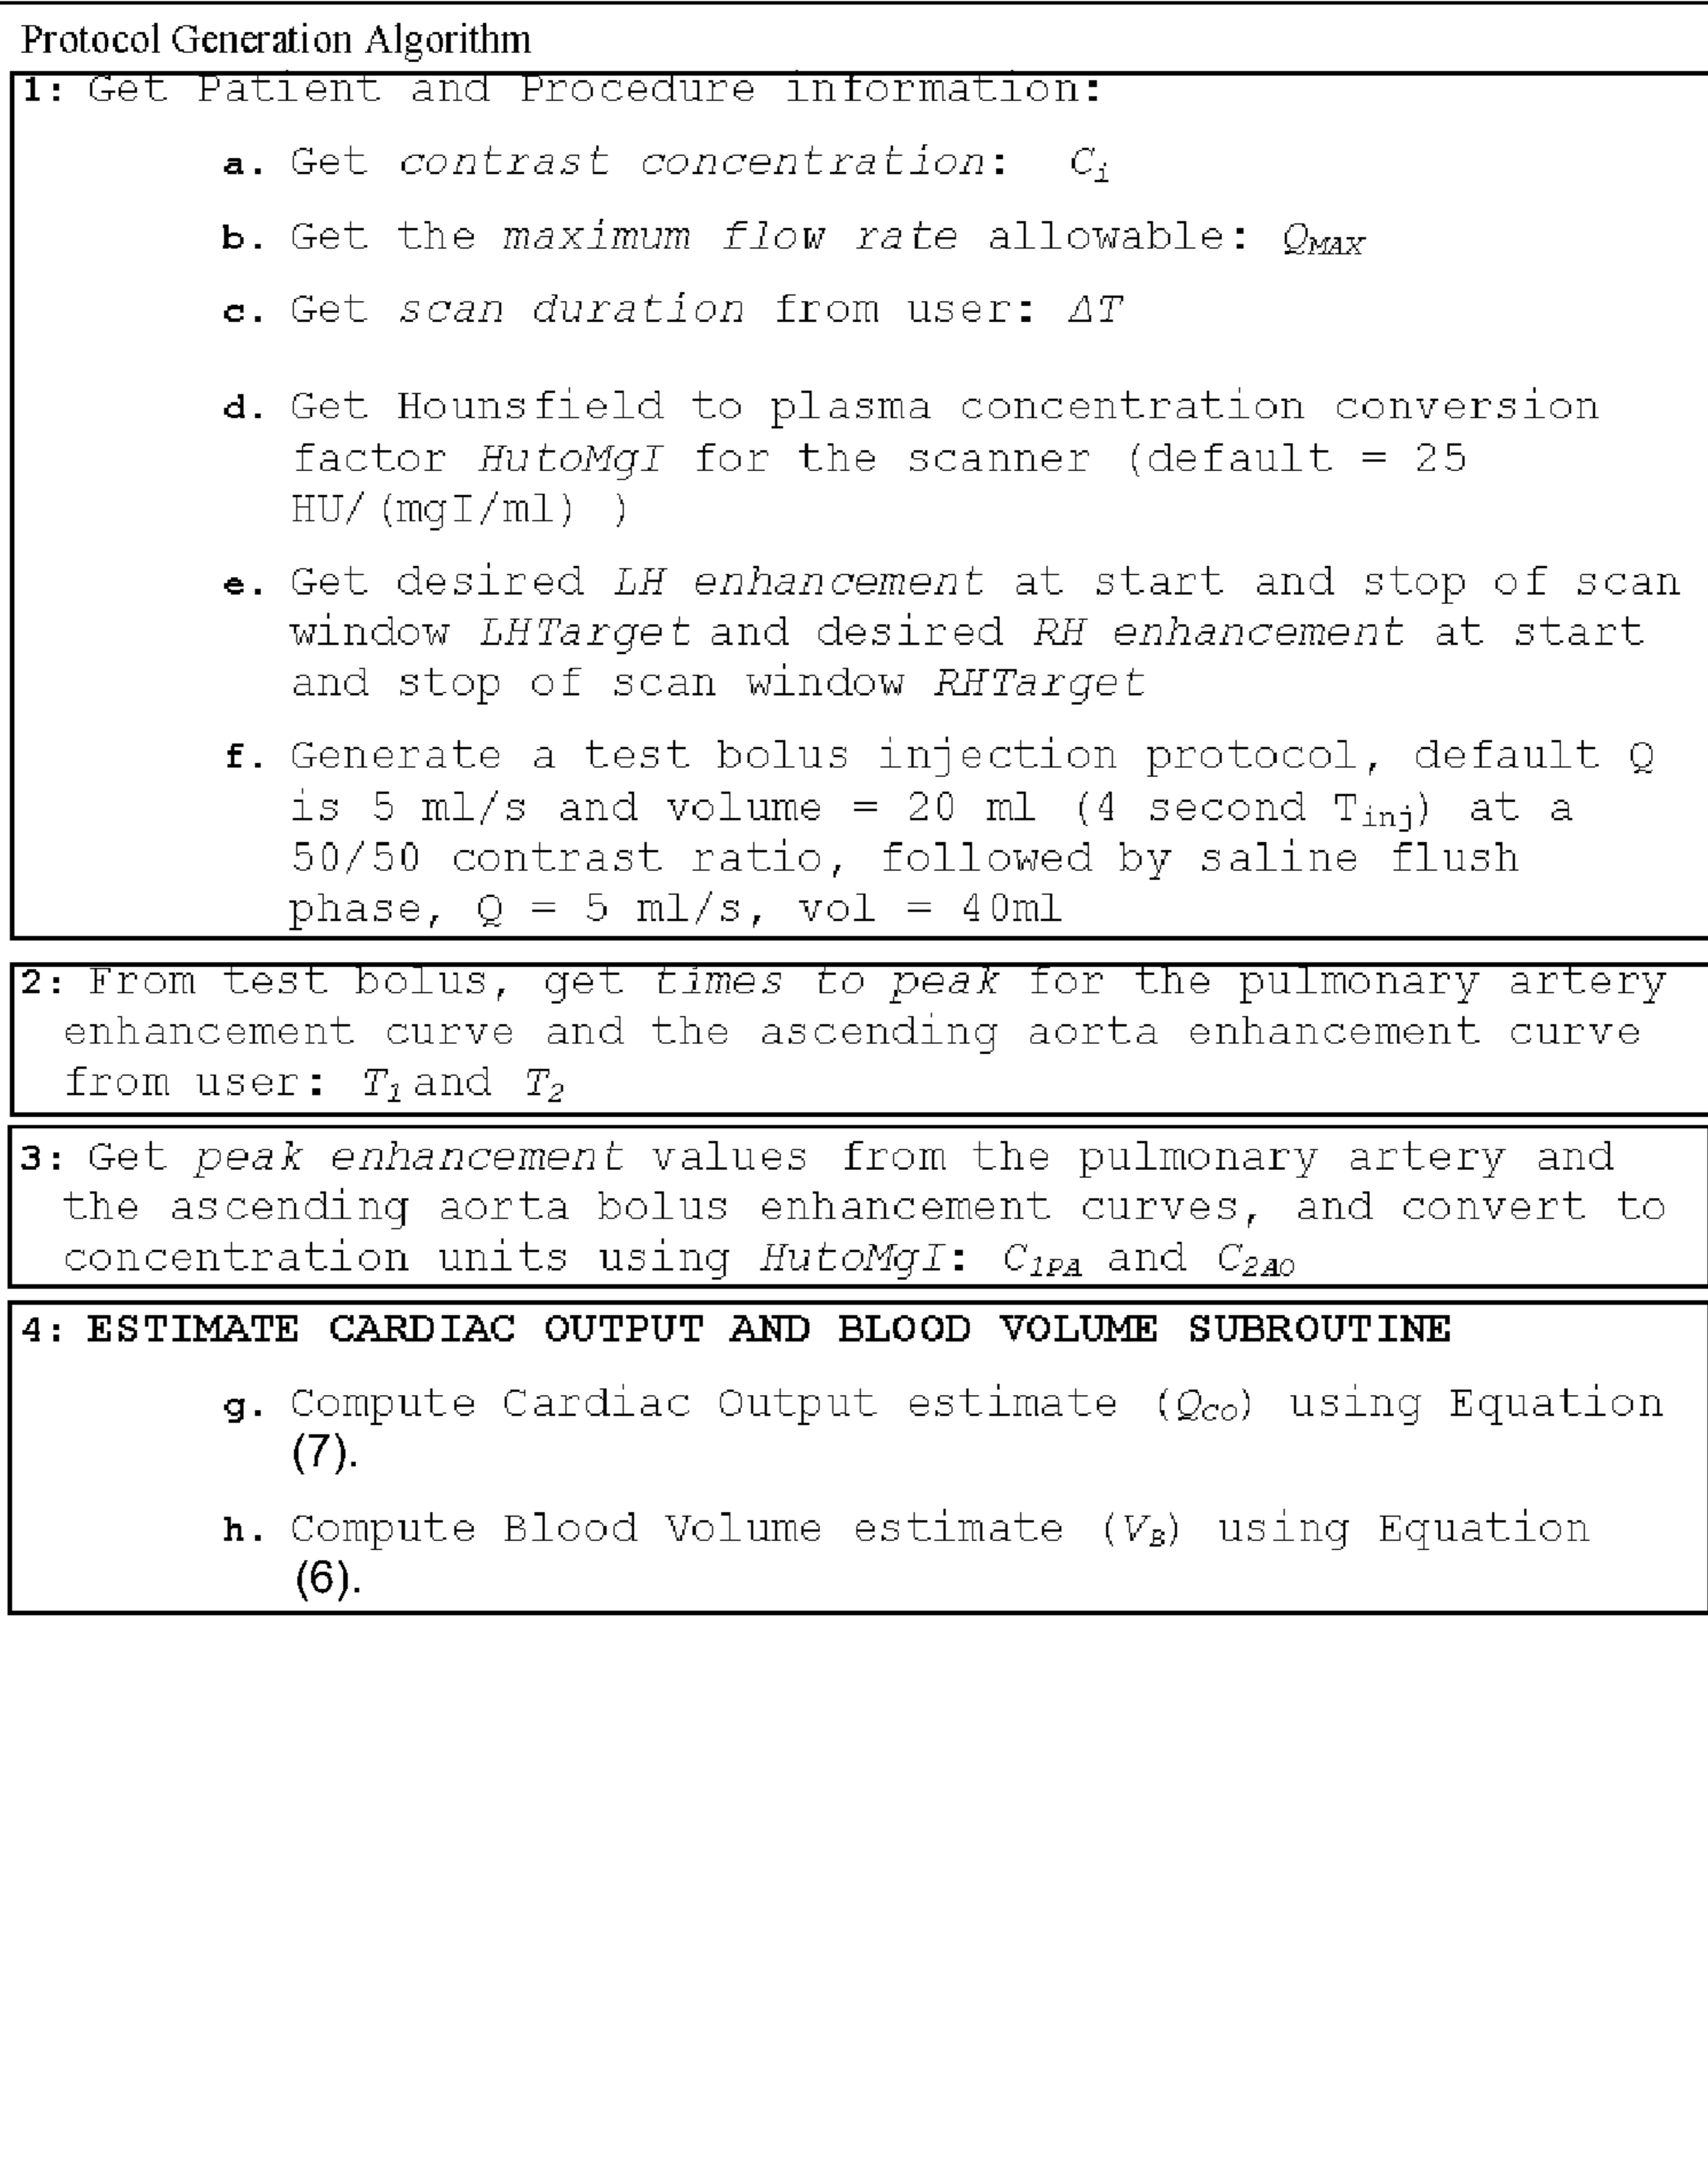 Protocol Generation Algorithm
1: Get Patient and Procedure information:
a. Get contrast concentration: Ci
b. Get the maximum flow rate allowable: QMAX
c. Get scan duration from user: ΔT
d. Get Hounsfield to plasma concentration conversion
factor HutoMgI for the scanner (default = 25
HU/(mgI/ml) )
e. Get desired LH enhancement at start and stop of scan
window LHTarget and desired RH enhancement at start
and stop of scan window RHTarget
f. Generate a test bolus injection protocol, default Q
is 5 ml/s and volume = 20 ml (4 second Tinj) at a
50/50 contrast ratio, followed by saline flush
phase, Q = 5 ml/s, vol = 40ml
2: From test bolus, get times to peak for the pulmonary artery
enhancement curve and the ascending aorta enhancement curve
from user: T1 and T2
3: Get peak enhancement values from the pulmonary artery and
the ascending aorta bolus enhancement curves, and convert to
concentration units using HutoMgI: C1PA and C2AO
4: ESTIMATE CARDIAC OUTPUT AND BLOOD VOLUME SUBROUTINE
g. Compute Cardiac Output estimate (QCO) using Equation
(7).
h. Compute Blood Volume estimate (VB) using Equation
(6).